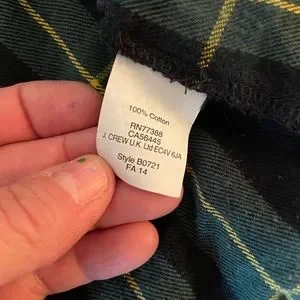 100% Cotton
RN77388
CA56445
J. CREW U.K. Ltd EC4V 6JA
Style B0721
FA 14